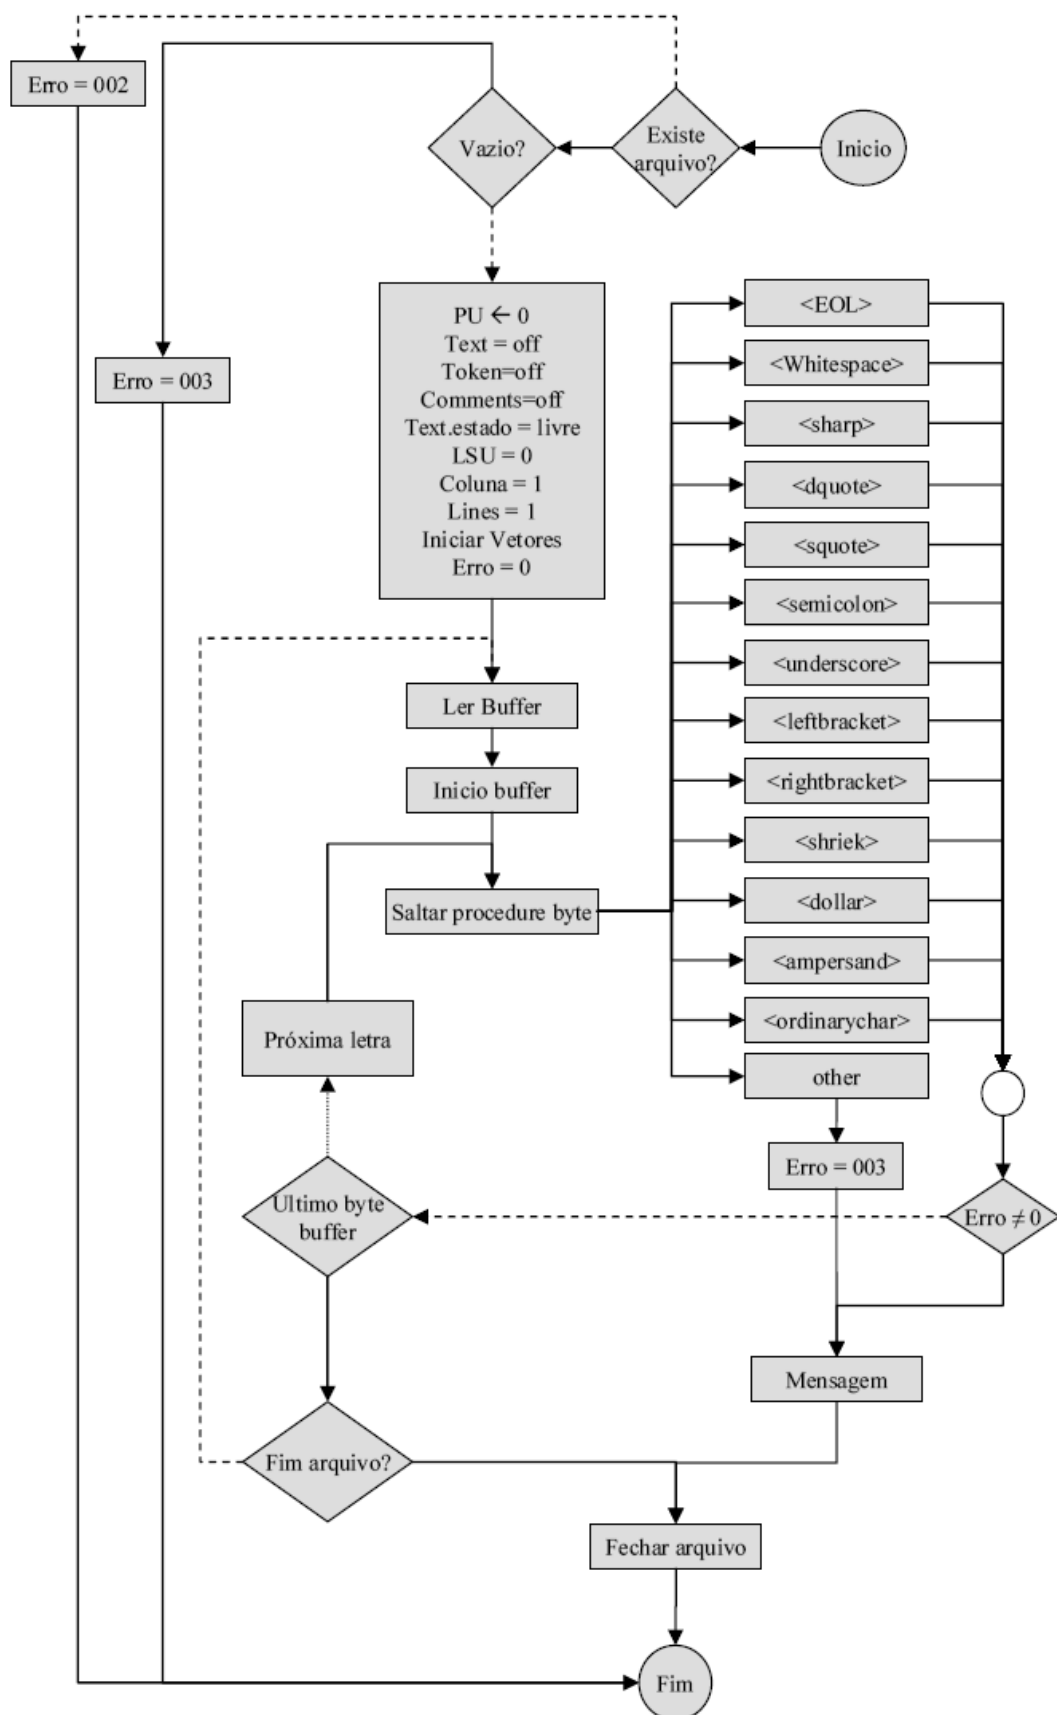 Erro = 002
Vazio?
Existe
arquivo?
Inicio
PU ← 0
Text = off
Token=off
Comments=off
Text.estado = livre
LSU = 0
Coluna = 1
Lines = 1
Iniciar Vetores
Erro = 0
Erro = 003
<EOL>
<Whitespace>
<sharp>
<dquote>
<squote>
<semicolon>
<underscore>
<leftbracket>
<rightbracket>
<shriek>
<dollar>
<ampersand>
<ordinarychar>
other
Ler Buffer
Inicio buffer
Saltar procedure byte
Próxima letra
Erro = 003
Ultimo byte
buffer
Erro ≠ 0
Mensagem
Fim arquivo?
Fechar arquivo
Fim